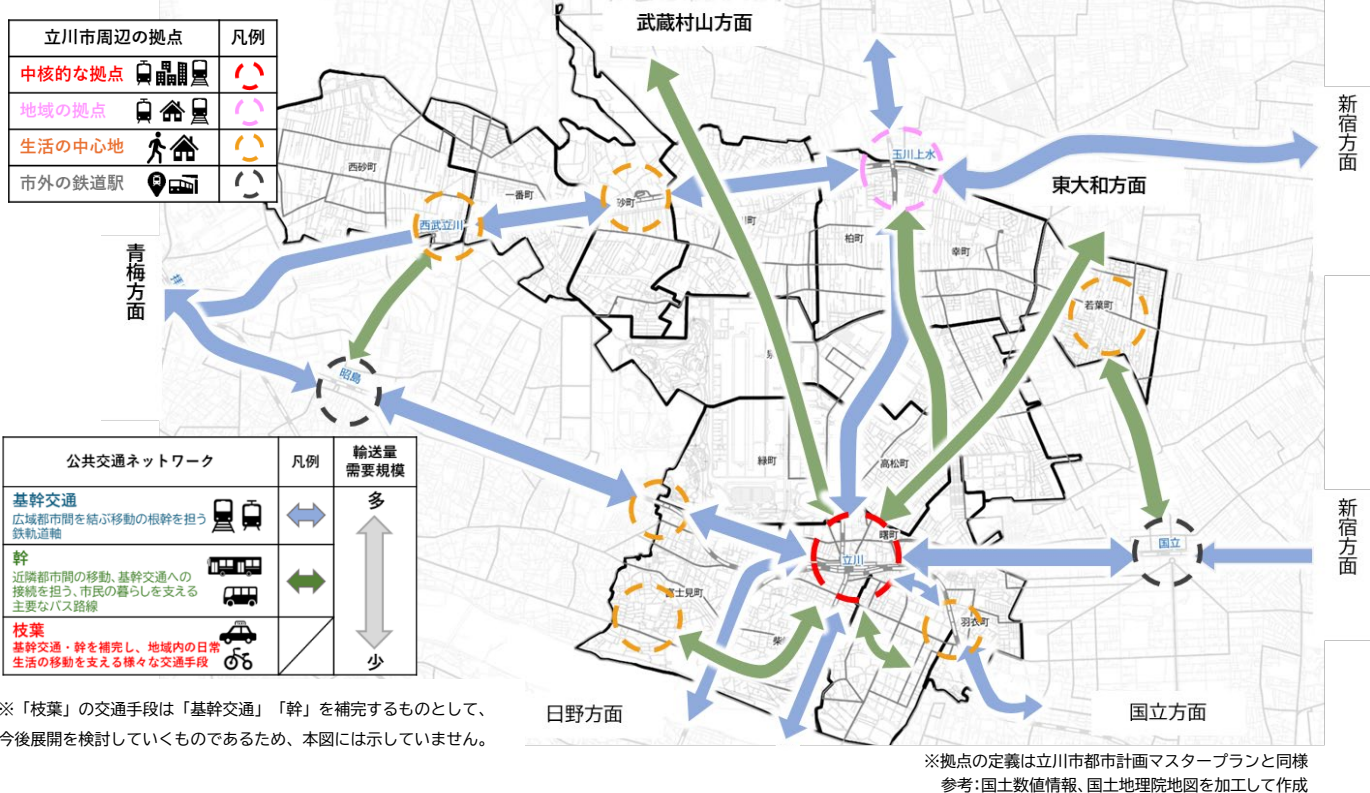 武蔵村山方面
立川市周辺の拠点 凡例
中核的な拠点
地域の拠点
生活の中心地
市外の鉄道駅
新宿方面
玉川上水
東大和方面
西砂町
一番町
砂町
西武立川
柏町
幸町
青梅方面
若葉町
昭島
公共交通ネットワーク 凡例 輸送量
需要規模
基幹交通
広域都市間を結ぶ移動の根幹を担う
鉄軌道軸
多
幹
近隣都市間の移動、基幹交通への
接続を担う、市民の暮らしを支える
主要なバス路線
枝葉
基幹交通・幹を補完し、地域内の日常
生活の移動を支える様々な交通手段
少
緑町
高松町
曙町
立川
国立
新宿方面
富士見町
羽衣町
※「枝葉」の交通手段は「基幹交通」「幹」を補完するものとして、
今後展開を検討していくものであるため、本図には示していません。
日野方面
国立方面
※拠点の定義は立川市都市計画マスタープランと同様
参考:国土数値情報、国土地理院地図を加工して作成